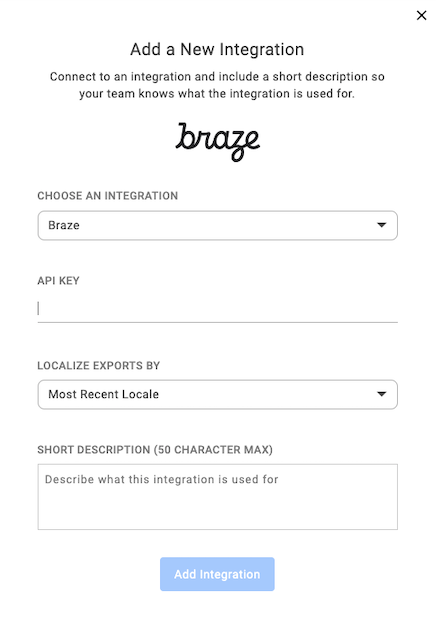 Add a New Integration
Connect to an integration and include a short description so
your team knows what the integration is used for.
braze
CHOOSE AN INTEGRATION
Braze
API KEY
LOCALIZE EXPORTS BY
Most Recent Locale
SHORT DESCRIPTION (50 CHARACTER MAX)
Describe what this integration is used for
Add Integration